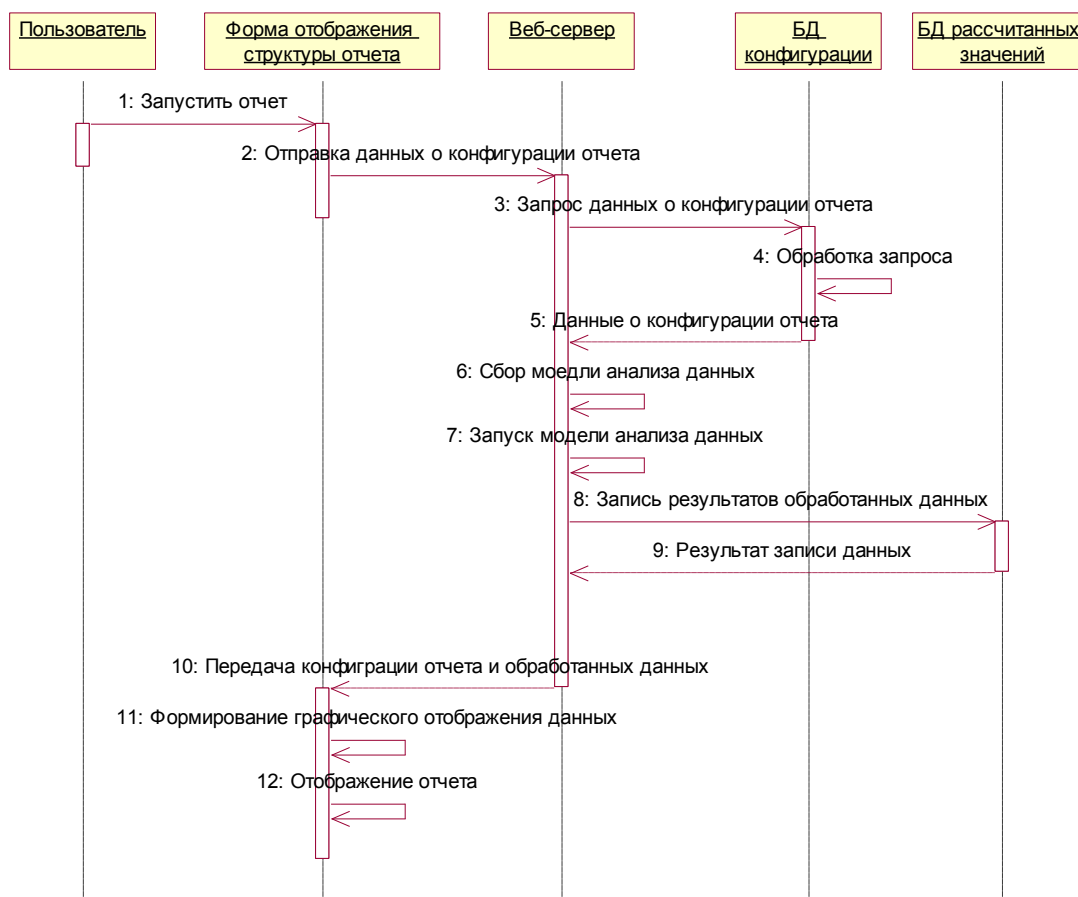 Пользователь
Форма отображения
структуры отчета
Веб-сервер
БД
конфигурации
БД рассчитанных
значений
1: Запустить отчет
2: Отправка данных о конфигурации отчета
3: Запрос данных о конфигурации отчета
4: Обработка запроса
5: Данные о конфигурации отчета
6: Сбор моедли анализа данных
7: Запуск модели анализа данных
8: Запись результатов обработанных данных
9: Результат записи данных
10: Передача конфиграции отчета и обработанных данных
11: Формирование графического отображения данных
12: Отображение отчета